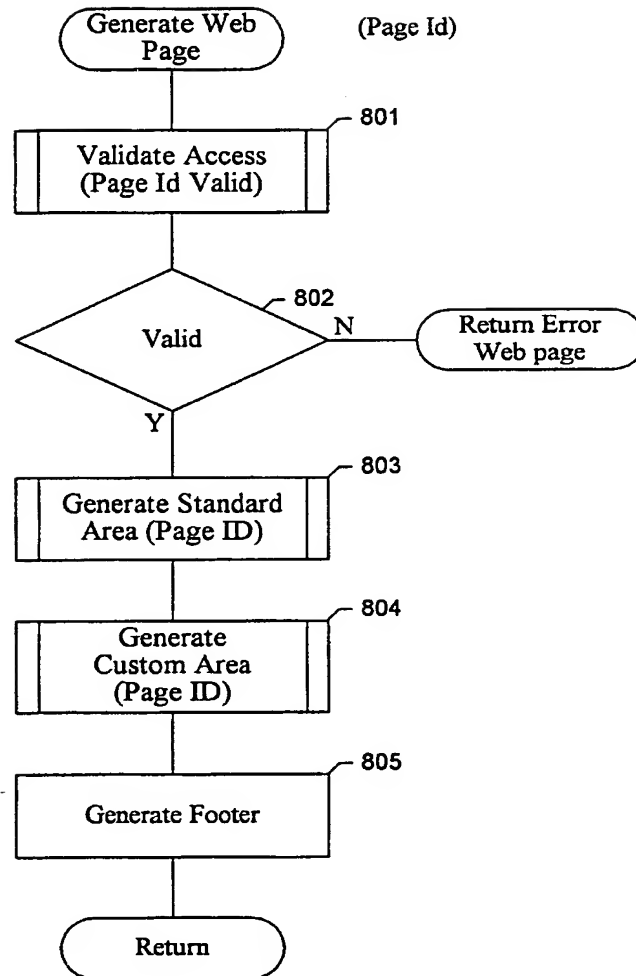 Generate Web
Page
(Page Id)
801
Validate Access
(Page Id Valid)
802
Valid
N
Return Error
Web page
Y
803
Generate Standard
Area (Page ID)
804
Generate
Custom Area
(Page ID)
805
Generate Footer
Return